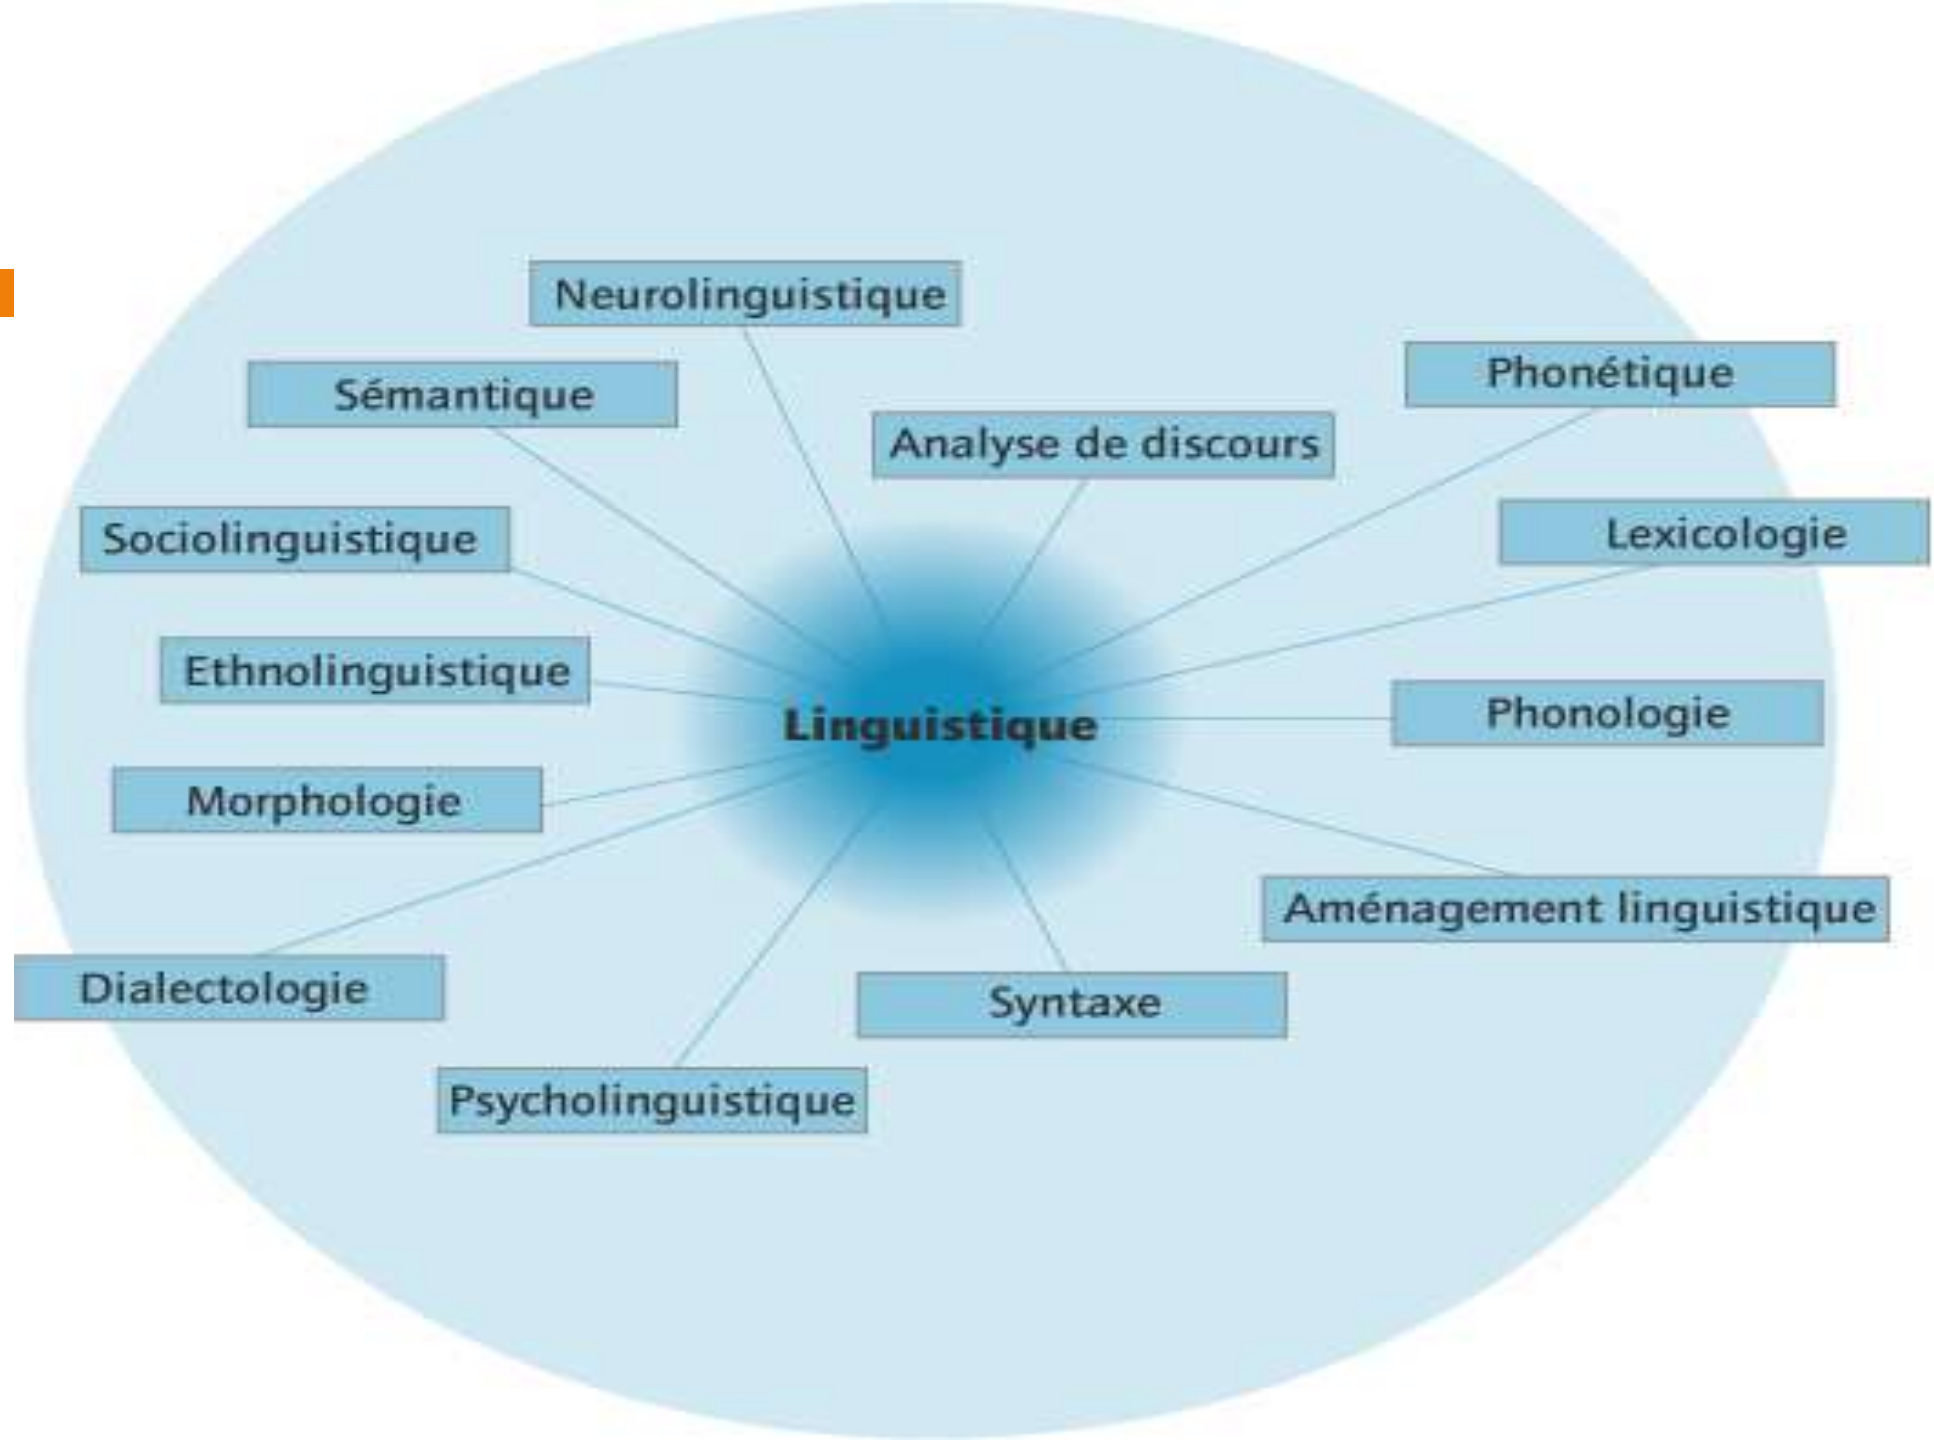 Neurolinguistique
Phonétique
Sémantique
Analyse de discours
Lexicologie
Sociolinguistique
Ethnolinguistique
Phonologie
Linguistique
Morphologie
Aménagement linguistique
Dialectologie
Syntaxe
Psycholinguistique